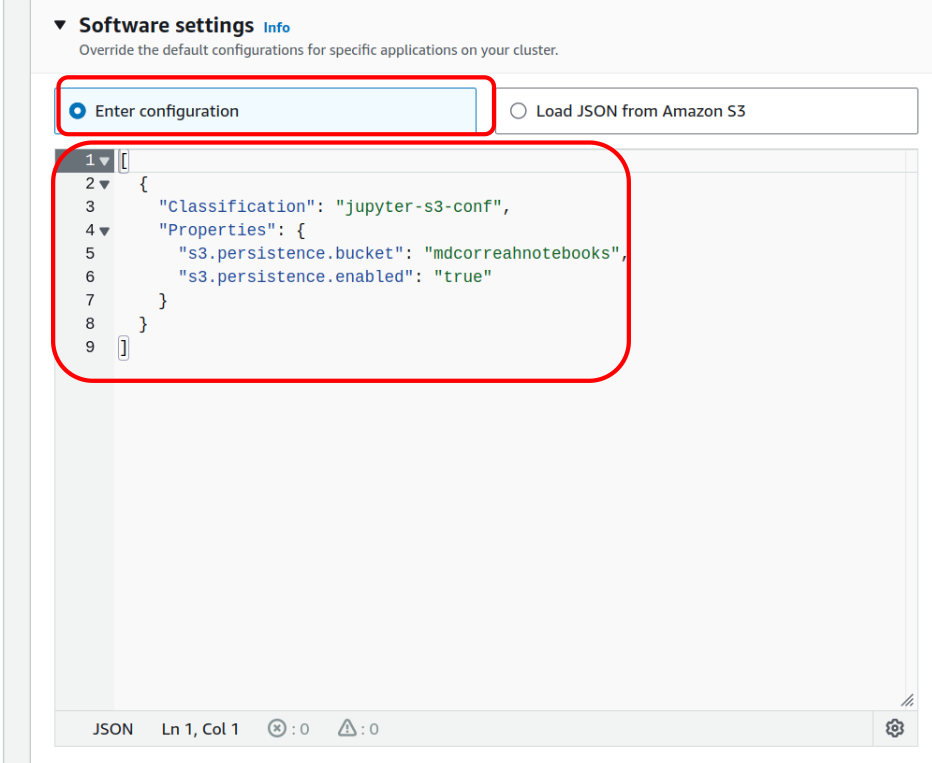 Software settings Info
Override the default configurations for specific applications on your cluster.
Enter configuration
Load JSON from Amazon S3
1 [
2 {
3 "Classification": "jupyter-s3-conf",
4 "Properties": {
5 "s3.persistence.bucket": "mdcorreahnotebooks",
6 "s3.persistence.enabled": "true"
7 }
8 }
9 ]
JSON Ln 1, Col 1 : 0 : 0